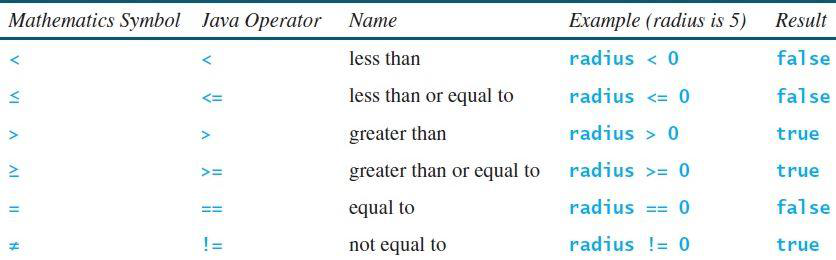 Mathematics Symbol Java Operator Name Example (radius is 5) Result
< < less than radius < 0 false
≤ <= less than or equal to radius <= 0 false
> > greater than radius > 0 true
≥ >= greater than or equal to radius >= 0 true
= == equal to radius == 0 false
≠ != not equal to radius != 0 true